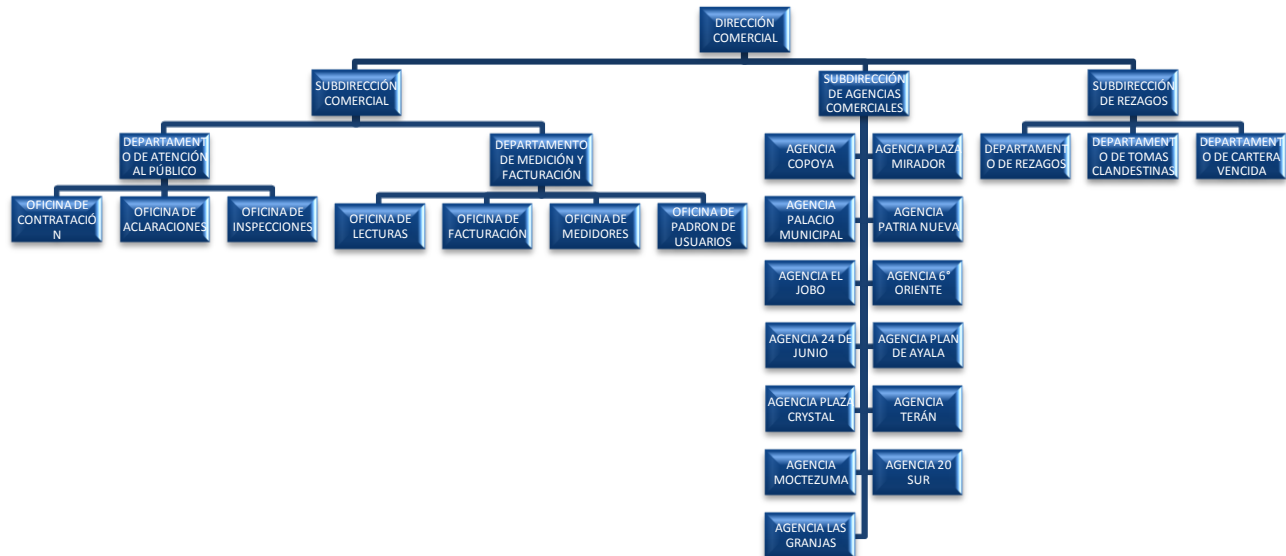 DIRECCIÓN
COMERCIAL
SUBDIRECCIÓN
COMERCIAL
SUBDIRECCIÓN
DE AGENCIAS
COMERCIALES
SUBDIRECCIÓN
DE REZAGOS
DEPARTAMENT
O DE ATENCIÓN
AL PÚBLICO
DEPARTAMENTO
DE MEDICIÓN Y
FACTURACIÓN
OFICINA DE
CONTRATACIÓ
N
OFICINA DE
ACLARACIONES
OFICINA DE
INSPECCIONES
OFICINA DE
LECTURAS
OFICINA DE
FACTURACIÓN
OFICINA DE
MEDIDORES
OFICINA DE
PADRON DE
USUARIOS
AGENCIA
COPOYA
AGENCIA PLAZA
MIRADOR
AGENCIA
PALACIO
MUNICIPAL
AGENCIA
PATRIA NUEVA
AGENCIA EL
JOBO
AGENCIA 6°
ORIENTE
AGENCIA 24 DE
JUNIO
AGENCIA PLAN
DE AYALA
AGENCIA PLAZA
CRYSTAL
AGENCIA
TERÁN
AGENCIA
MOCTEZUMA
AGENCIA 20
SUR
AGENCIA LAS
GRANJAS
DEPARTAMENT
O DE REZAGOS
DEPARTAMENT
O DE TOMAS
CLANDESTINAS
DEPARTAMENT
O DE CARTERA
VENCIDA